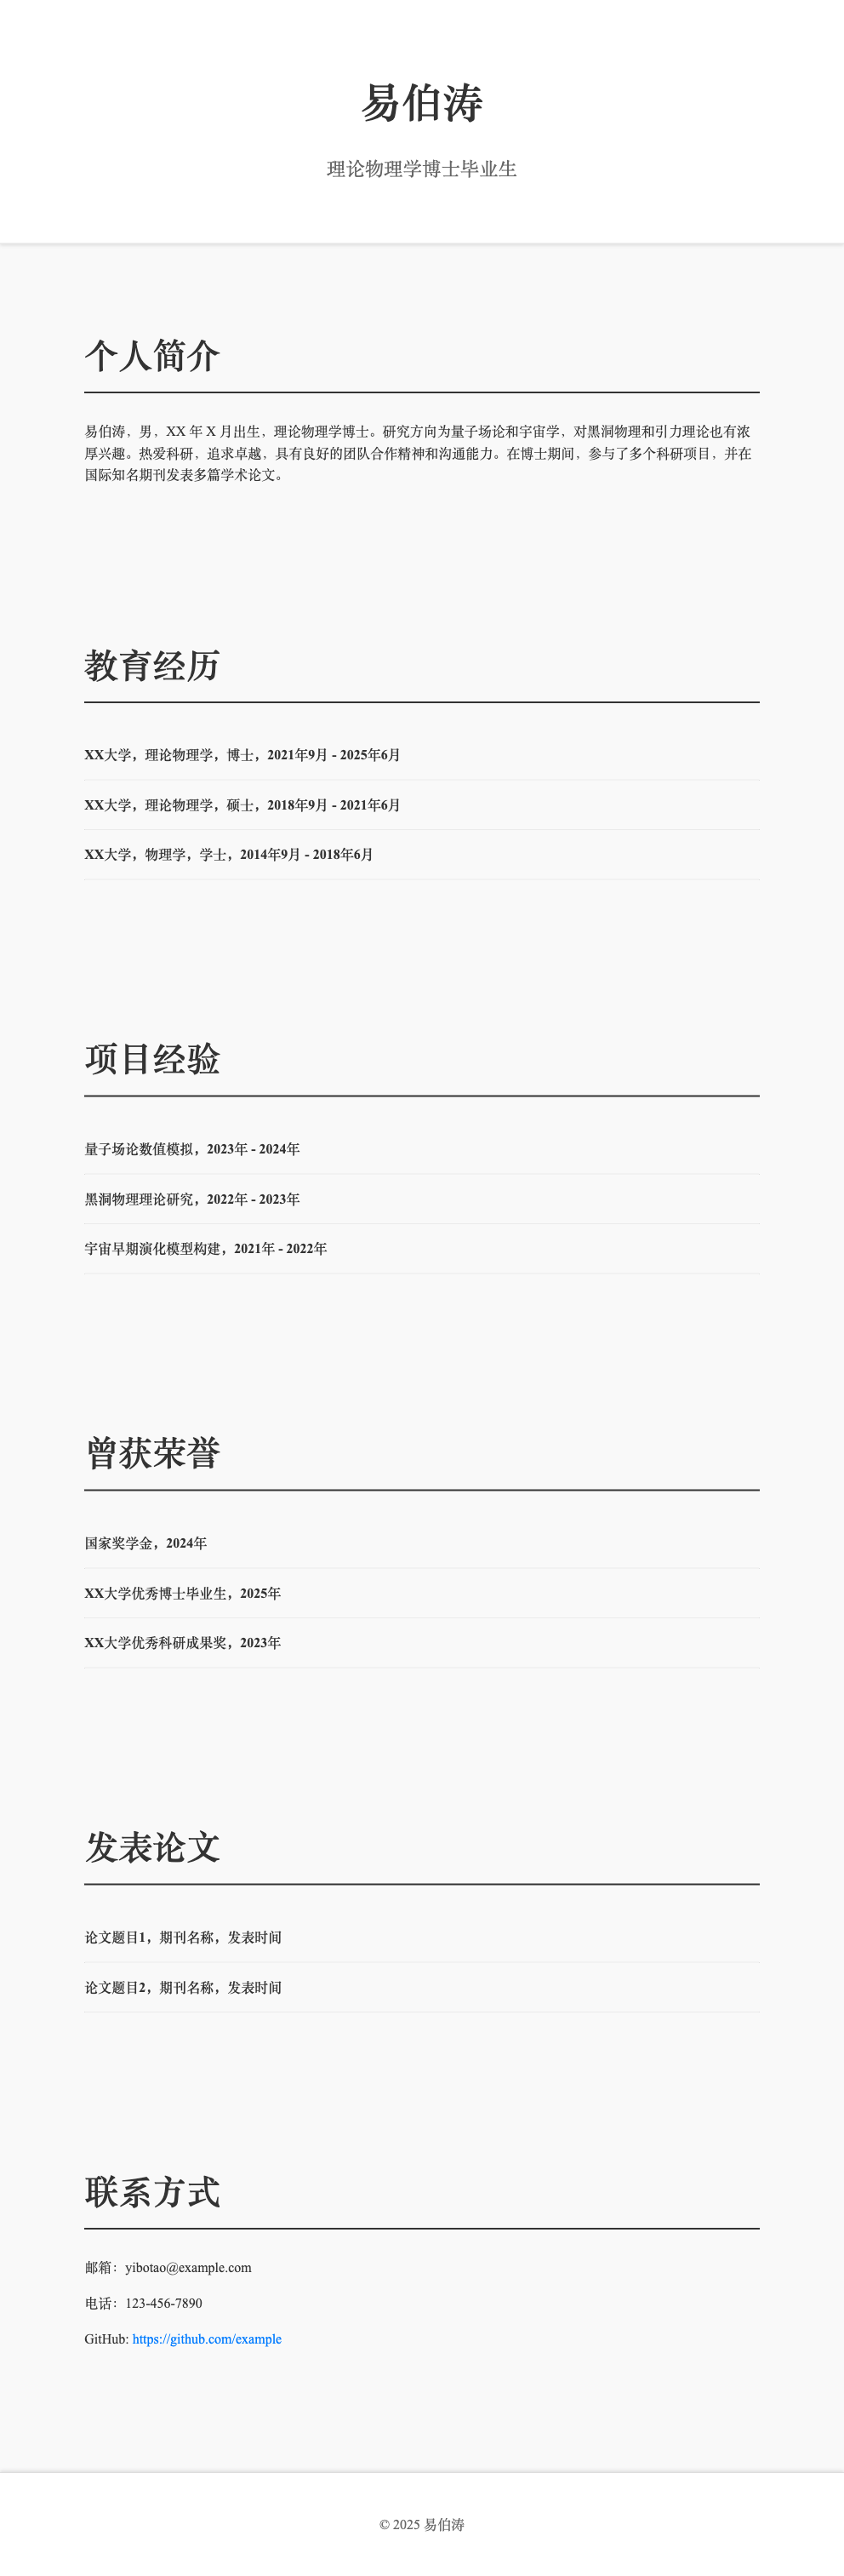 易伯涛
理论物理学博士毕业生
个人简介
易伯涛，男，XX 年 X 月出生，理论物理学博士。研究方向为量子场论和宇宙学，对黑洞物理和引力理论也有浓
厚兴趣。热爱科研，追求卓越，具有良好的团队合作精神和沟通能力。在博士期间，参与了多个科研项目，并在
国际知名期刊发表多篇学术论文。
教育经历
XX大学，理论物理学，博士，2021年9月 - 2025年6月
XX大学，理论物理学，硕士，2018年9月 - 2021年6月
XX大学，物理学，学士，2014年9月 - 2018年6月
项目经验
量子场论数值模拟，2023年 - 2024年
黑洞物理理论研究，2022年 - 2023年
宇宙早期演化模型构建，2021年 - 2022年
曾获荣誉
国家奖学金，2024年
XX大学优秀博士毕业生，2025年
XX大学优秀科研成果奖，2023年
发表论文
论文题目1，期刊名称，发表时间
论文题目2，期刊名称，发表时间
联系方式
邮箱：yibotao@example.com
电话：123-456-7890
GitHub: https://github.com/example
© 2025 易伯涛